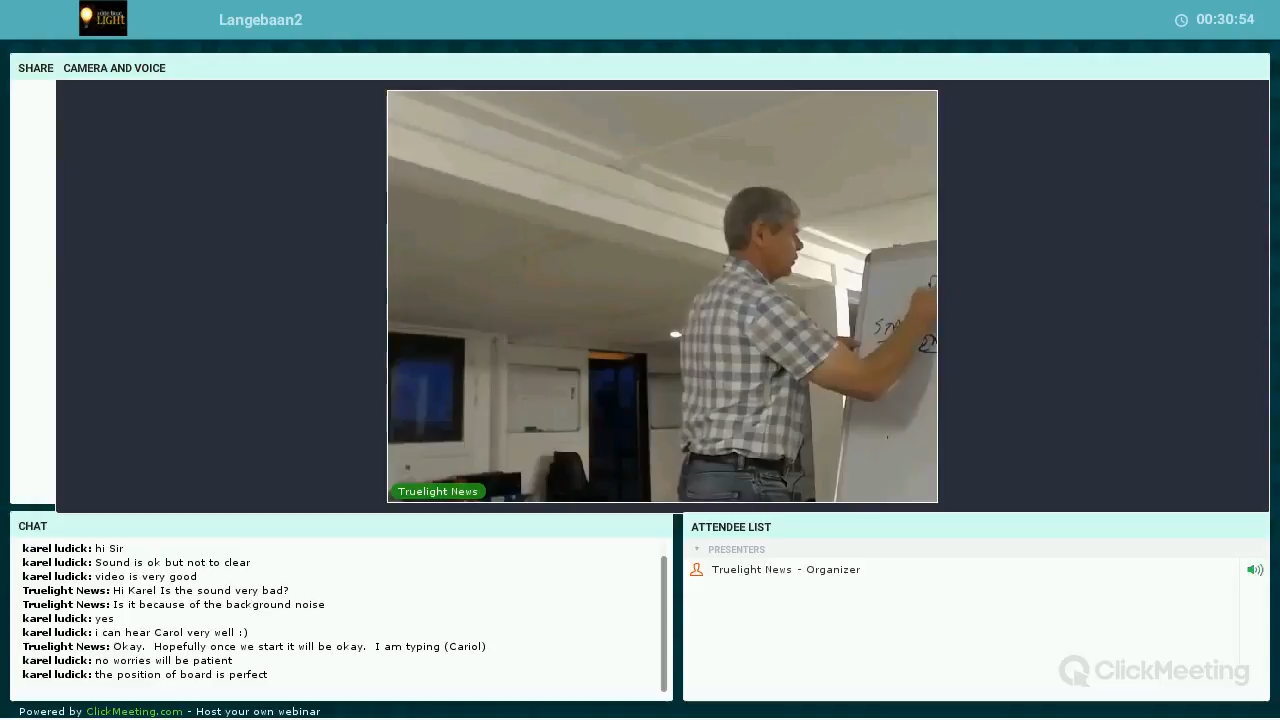 LIGHT
Langebaan2
00:30:54
SHARE CAMERA AND VOICE
Truelight News
CHAT
karel ludick: hi Sir
karel ludick: Sound is ok but not to clear
karel ludick: video is very good
Truelight News: Hi Karel Is the sound very bad?
Truelight News: Is it because of the background noise
karel ludick: yes
karel ludick: i can hear Carol very well :)
Truelight News: Okay.  Hopefully once we start it will be okay.  I am typing (Cariol)
karel ludick: no worries will be patient
karel ludick: the position of board is perfect
ATTENDEE LIST
PRESENTERS
Truelight News - Organizer
ClickMeeting
Powered by ClickMeeting.com - Host your own webinar